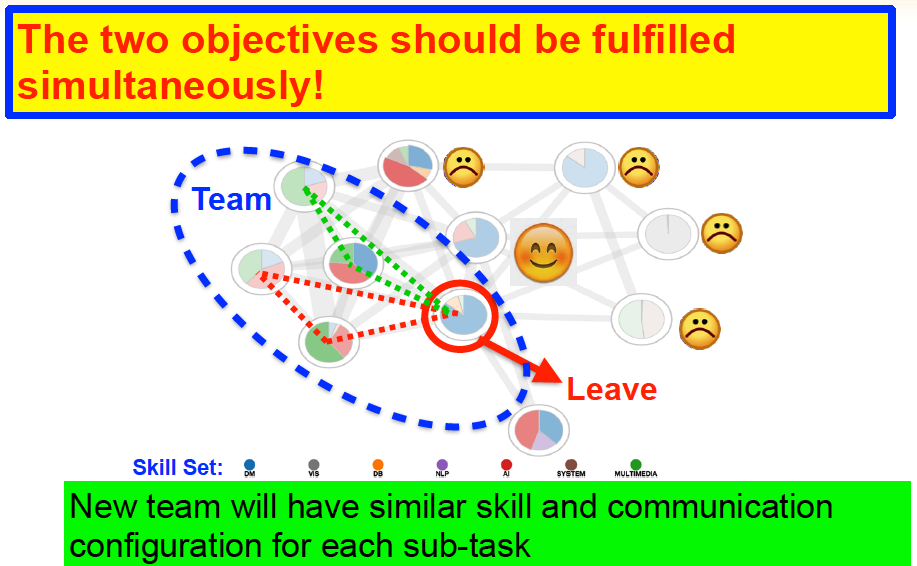 The two objectives should be fulfilled
simultaneously!
Team
Leave
Skill Set:
DM VIS DB NLP AI SYSTEM MULTIMEDIA
New team will have similar skill and communication
configuration for each sub-task